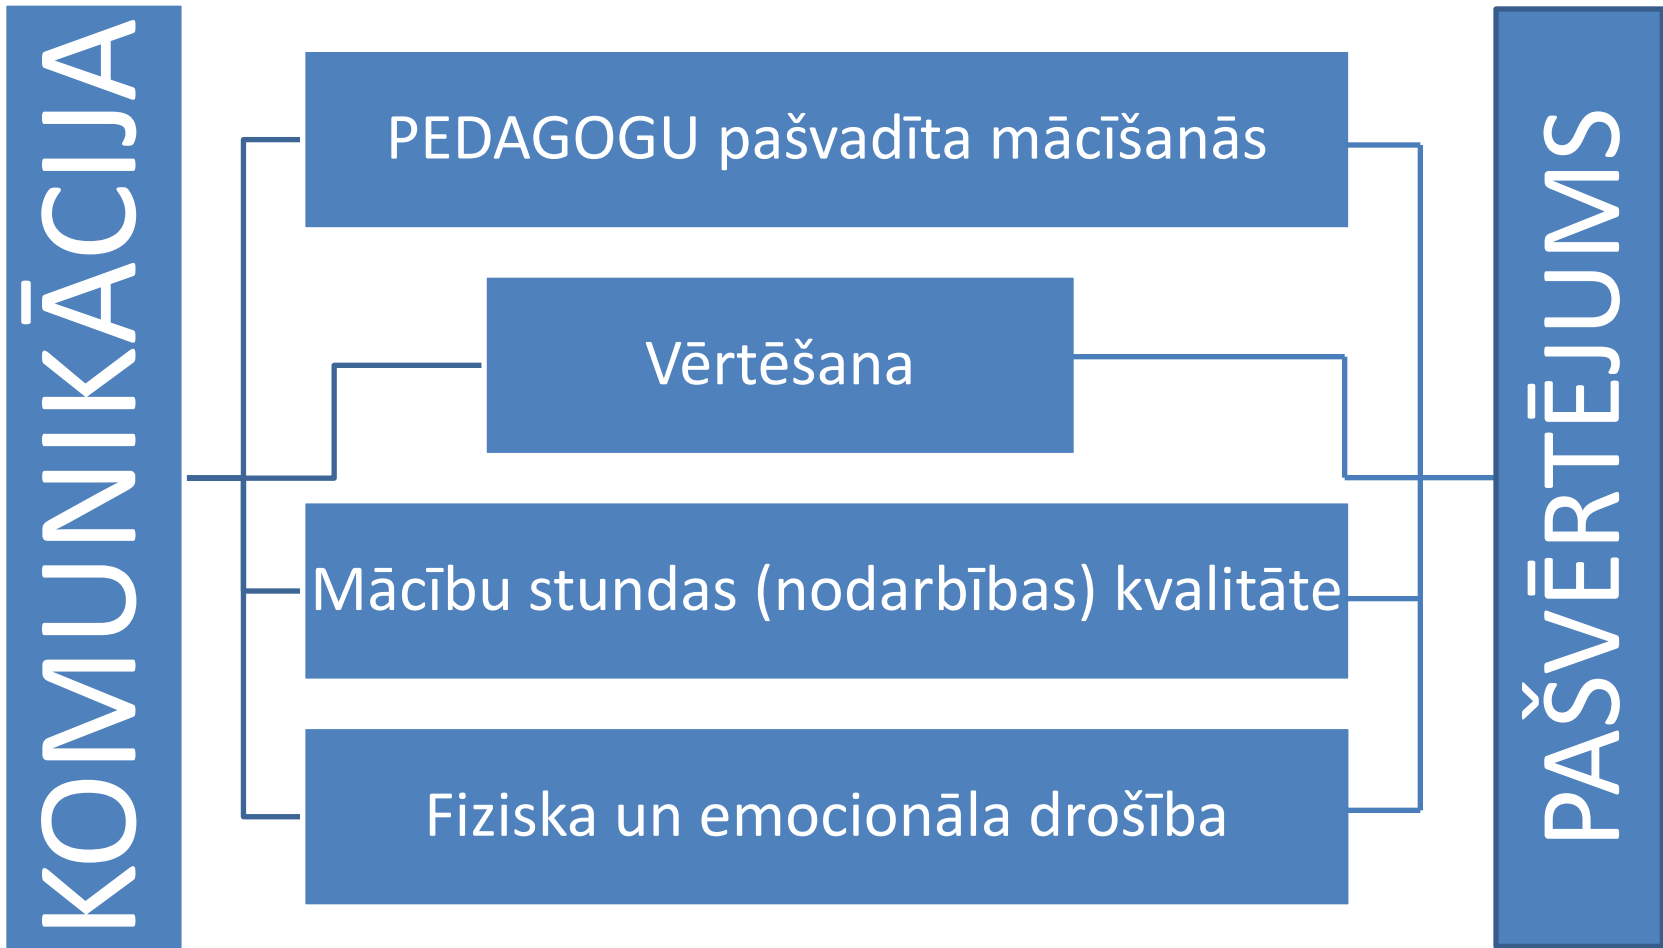 KOMUNIKĀCIJA
PEDAGOGU pašvadīta mācīšanās
Vērtēšana
Mācību stundas (nodarbības) kvalitāte
Fiziska un emocionāla drošība
PAŠVĒRTĒJUMS